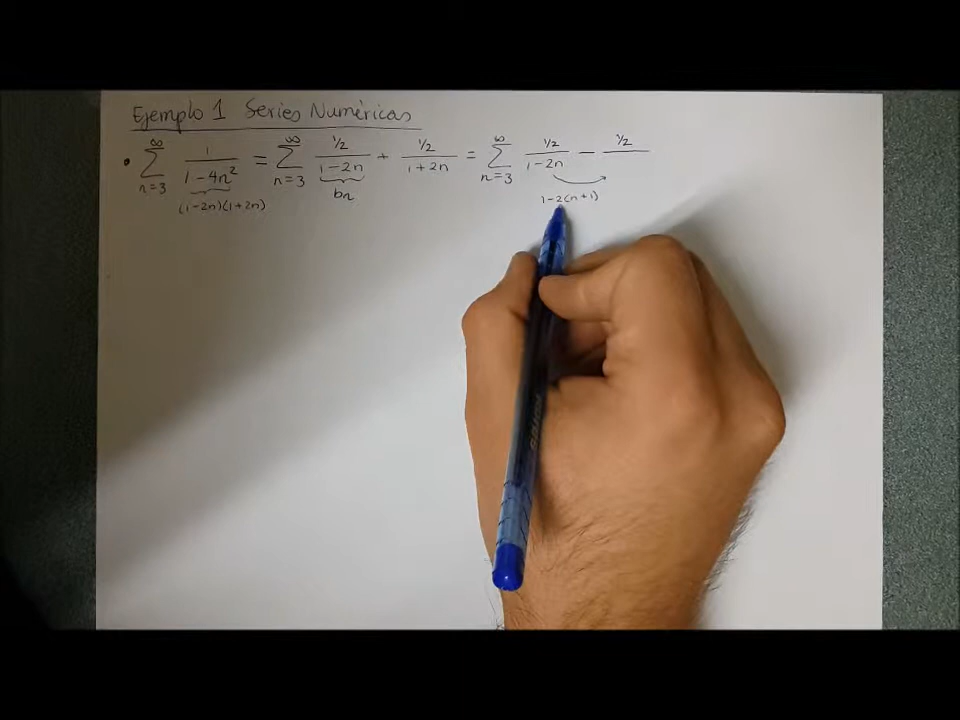 Ejemplo 1 Series Numéricas
• ∑_{n=3}^{∞} 1/(1-4n²) = ∑_{n=3}^{∞} (1/2)/(1-2n) + (1/2)/(1+2n) = ∑_{n=3}^{∞} (1/2)/(1-2n) - (1/2)/
(1-2n)(1+2n) bn 1-2(n+1)